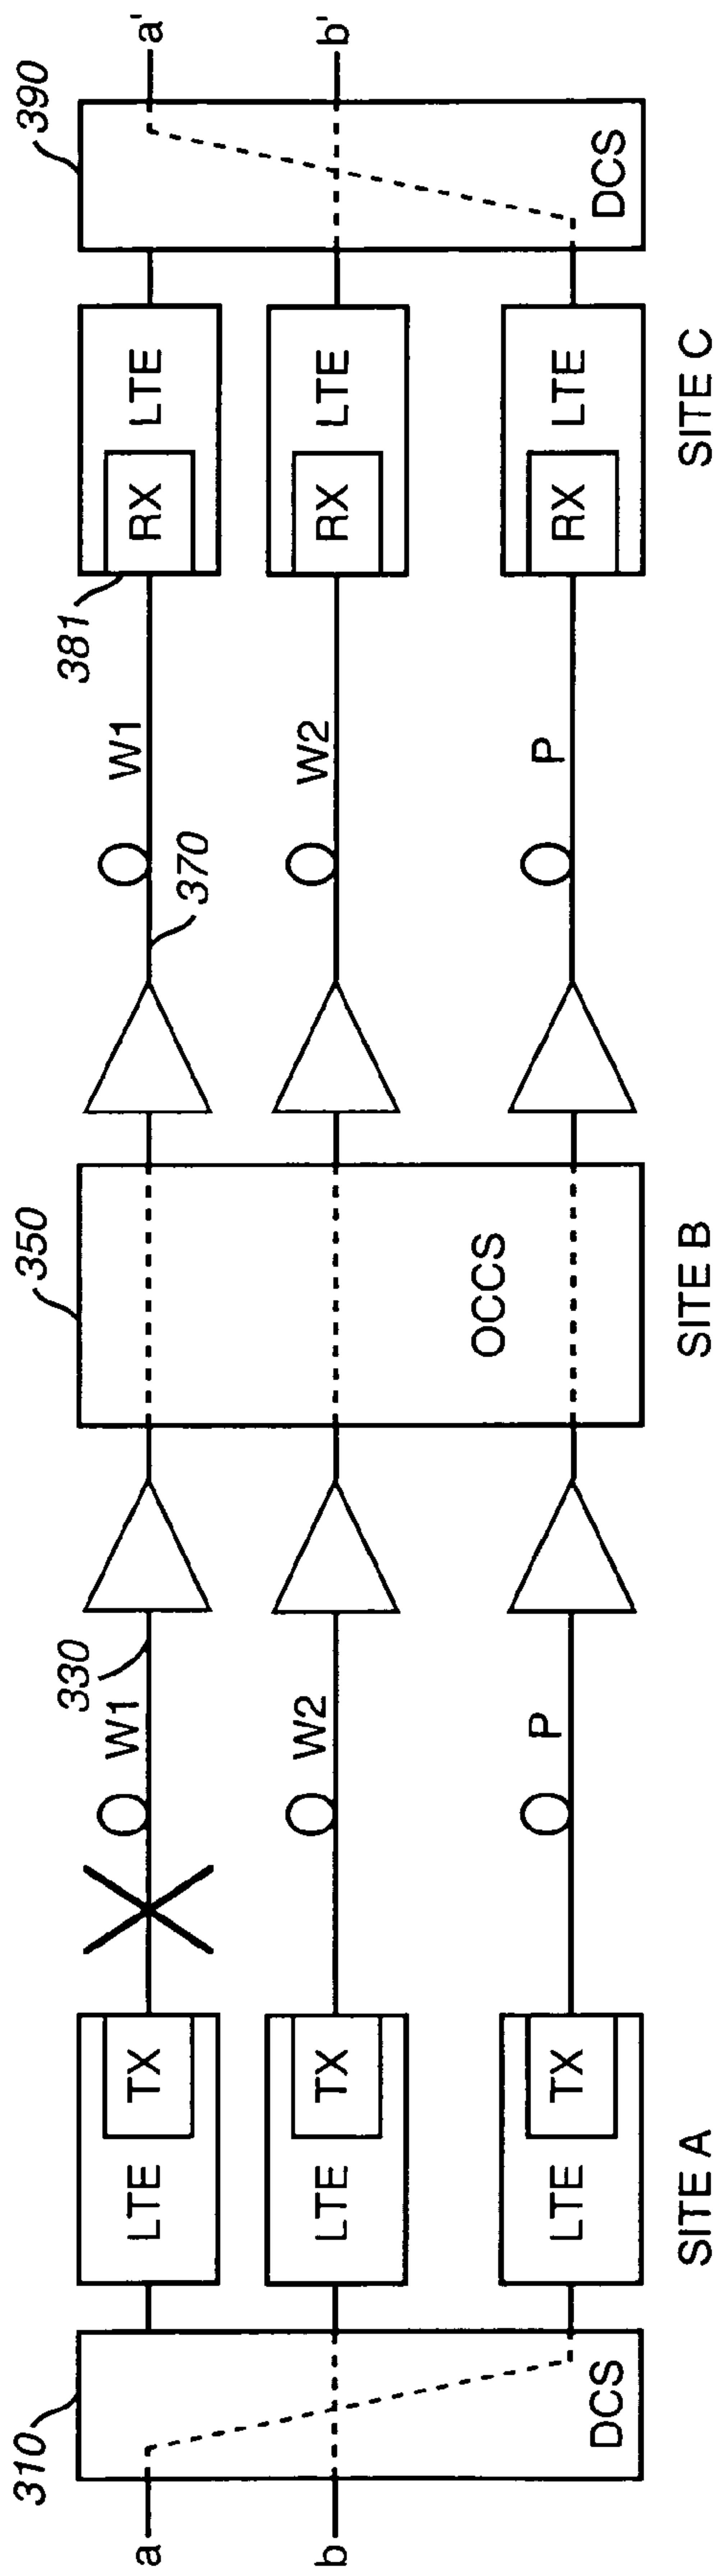 310
330
350
370
381
390
a
b
DCS
LTE
TX
LTE
TX
LTE
TX
SITE A
W1
W2
P
OCCS
SITE B
W1
W2
P
RX
LTE
RX
LTE
RX
LTE
SITE C
DCS
a'
b'